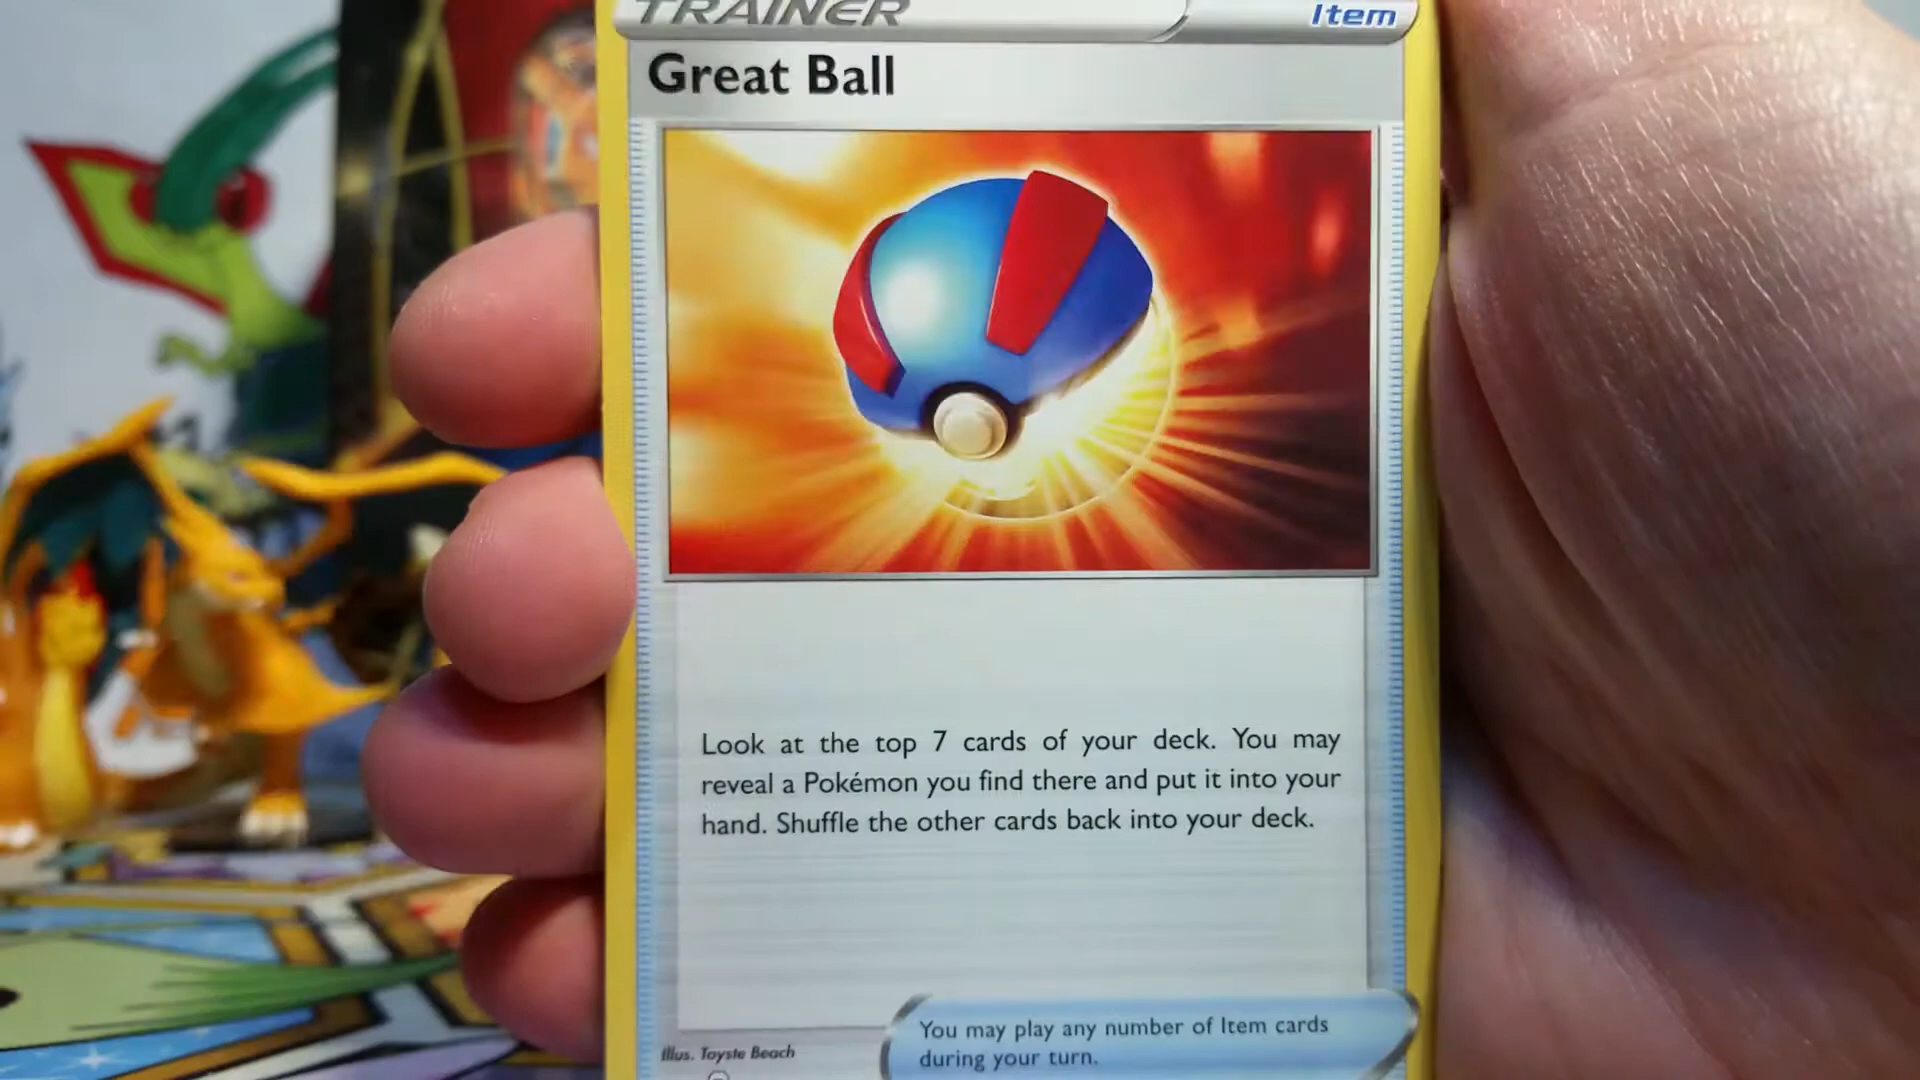 TRAINER
Item
Great Ball
Look at the top 7 cards of your deck. You may
reveal a Pokémon you find there and put it into your
hand. Shuffle the other cards back into your deck.
You may play any number of Item cards
during your turn.
Illus. Toyste Beach